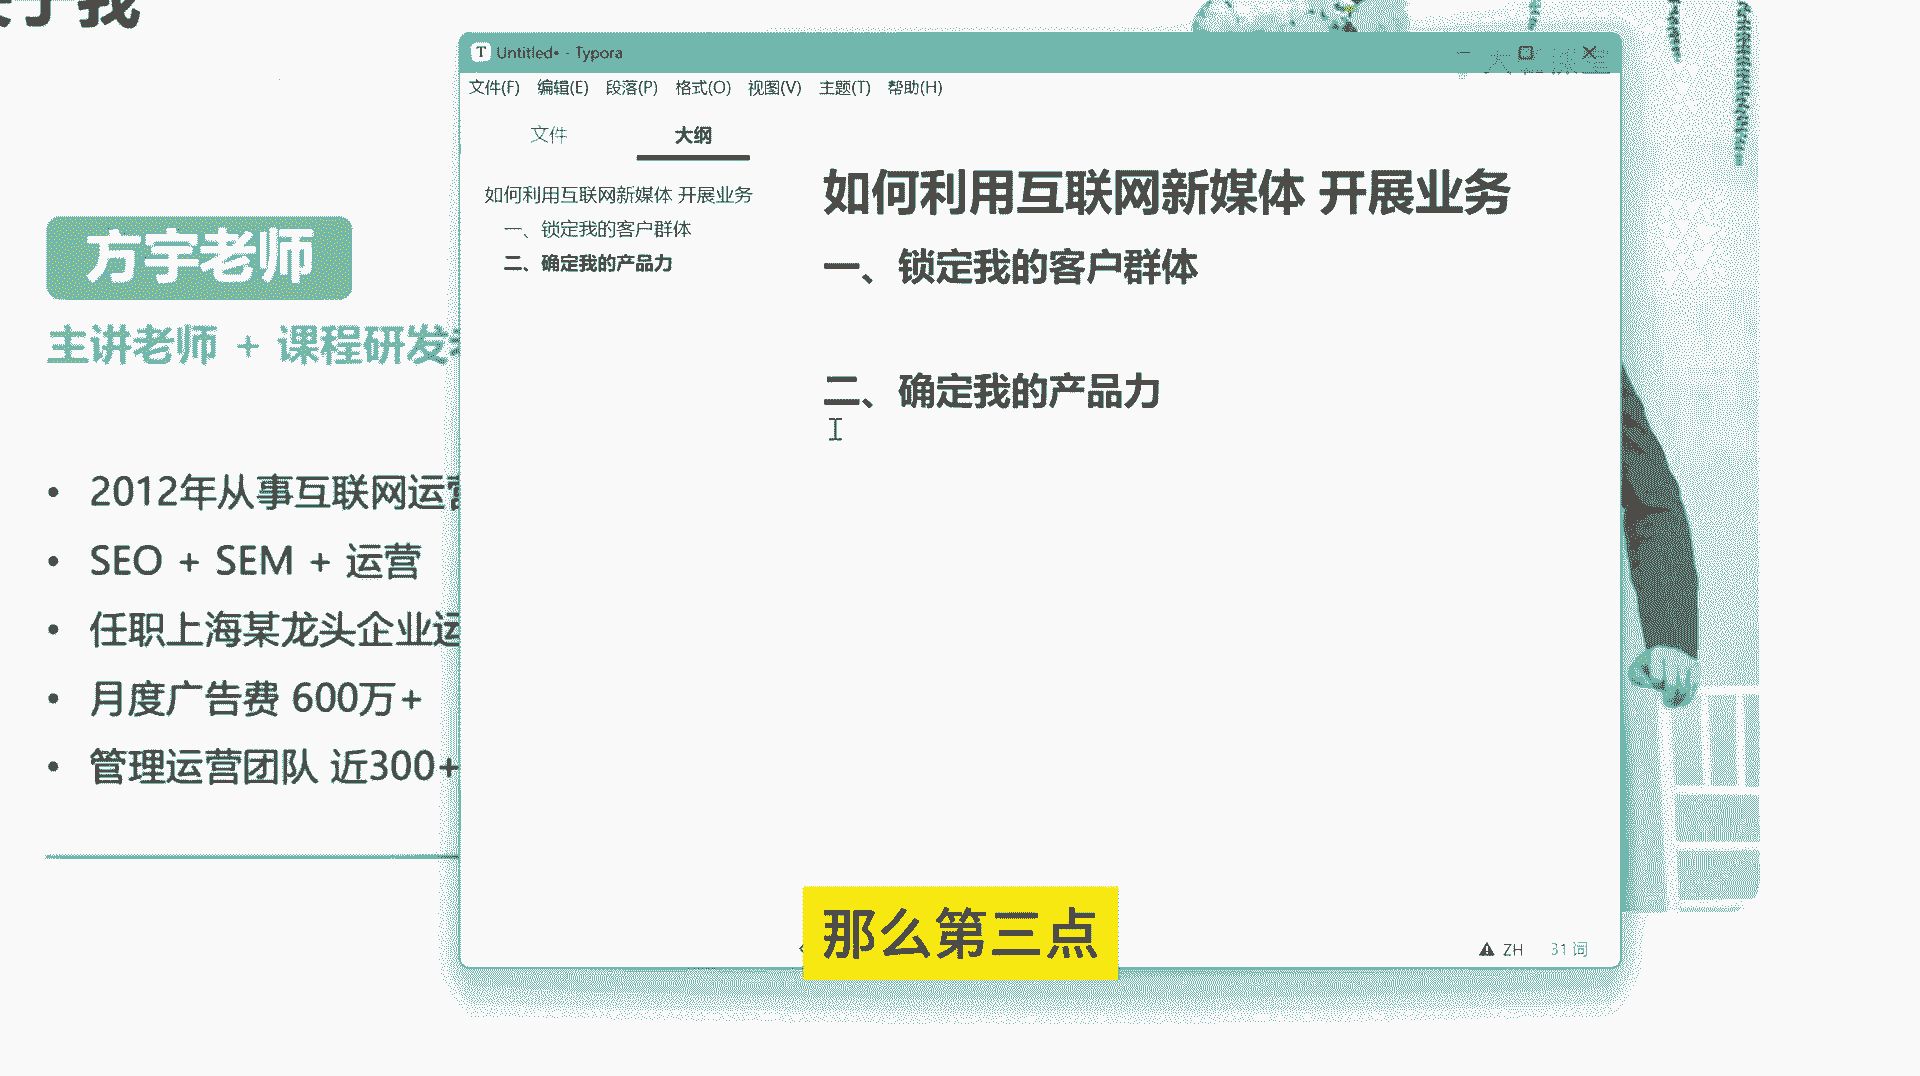 于我
Untitled• - Typora
文件(F) 编辑(E) 段落(P) 格式(O) 视图(V) 主题(T) 帮助(H)
文件 大纲
如何利用互联网新媒体 开展业务
一、锁定我的客户群体
二、确定我的产品力
如何利用互联网新媒体 开展业务
一、锁定我的客户群体
二、确定我的产品力
方宇老师
主讲老师 + 课程研发
• 2012年从事互联网运营
• SEO + SEM + 运营
• 任职上海某龙头企业运
• 月度广告费 600万+
• 管理运营团队 近300+
那么第三点
ZH 31 词